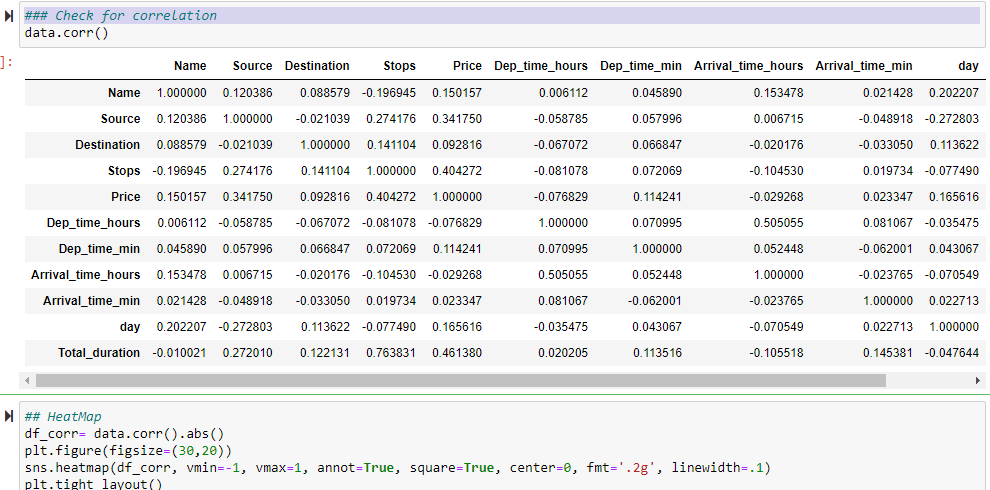 ### Check for correlation
data.corr()
]:
Name Source Destination Stops Price Dep_time_hours Dep_time_min Arrival_time_hours Arrival_time_min day
Name 1.000000 0.120386 0.088579 -0.196945 0.150157 0.006112 0.045890 0.153478 0.021428 0.202207
Source 0.120386 1.000000 -0.021039 0.274176 0.341750 -0.058785 0.057996 0.006715 -0.048918 -0.272803
Destination 0.088579 -0.021039 1.000000 0.141104 0.092816 -0.067072 0.066847 -0.020176 -0.033050 0.113622
Stops -0.196945 0.274176 0.141104 1.000000 0.404272 -0.081078 0.072069 -0.104530 0.019734 -0.077490
Price 0.150157 0.341750 0.092816 0.404272 1.000000 -0.076829 0.114241 -0.029268 0.023347 0.165616
Dep_time_hours 0.006112 -0.058785 -0.067072 -0.081078 -0.076829 1.000000 0.070995 0.505055 0.081067 -0.035475
Dep_time_min 0.045890 0.057996 0.066847 0.072069 0.114241 0.070995 1.000000 0.052448 -0.062001 0.043067
Arrival_time_hours 0.153478 0.006715 -0.020176 -0.104530 -0.029268 0.505055 0.052448 1.000000 -0.023765 -0.070549
Arrival_time_min 0.021428 -0.048918 -0.033050 0.019734 0.023347 0.081067 -0.062001 -0.023765 1.000000 0.022713
day 0.202207 -0.272803 0.113622 -0.077490 0.165616 -0.035475 0.043067 -0.070549 0.022713 1.000000
Total_duration -0.010021 0.272010 0.122131 0.763831 0.461380 0.020205 0.113516 -0.105518 0.145381 -0.047644
## HeatMap
df_corr= data.corr().abs()
plt.figure(figsize=(30,20))
sns.heatmap(df_corr, vmin=-1, vmax=1, annot=True, square=True, center=0, fmt='.2g', linewidth=.1)
plt.tight_layout()